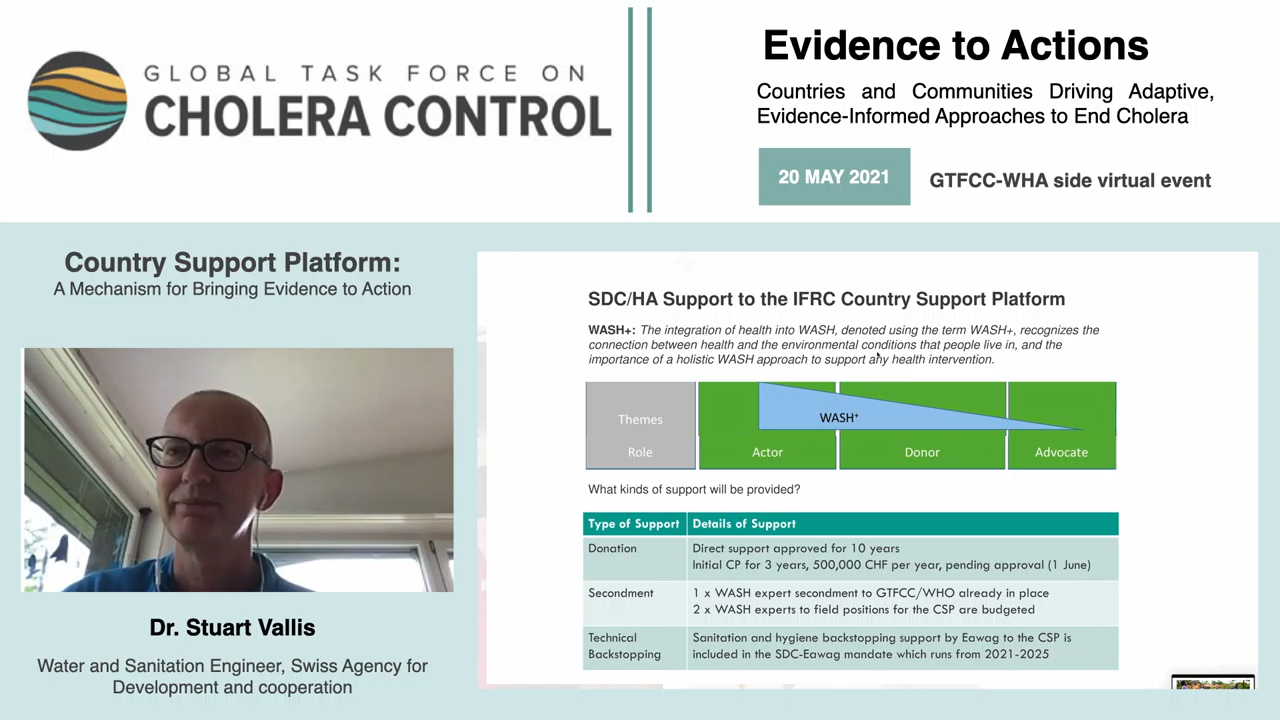 GLOBAL TASK FORCE ON
CHOLERA CONTROL
Evidence to Actions
Countries and Communities Driving Adaptive,
Evidence-Informed Approaches to End Cholera
20 MAY 2021
GTFCC-WHA side virtual event
Country Support Platform:
A Mechanism for Bringing Evidence to Action
Dr. Stuart Vallis
Water and Sanitation Engineer, Swiss Agency for
Development and cooperation
SDC/HA Support to the IFRC Country Support Platform
WASH+: The integration of health into WASH, denoted using the term WASH+, recognizes the
connection between health and the environmental conditions that people live in, and the
importance of a holistic WASH approach to support any health intervention.
Themes
WASH+
Role Actor Donor Advocate
What kinds of support will be provided?
Type of Support Details of Support
Donation Direct support approved for 10 years
Initial CP for 3 years, 500,000 CHF per year, pending approval (1 June)
Secondment 1 x WASH expert secondment to GTFCC/WHO already in place
2 x WASH experts to field positions for the CSP are budgeted
Technical Sanitation and hygiene backstopping support by Eawag to the CSP is
Backstopping included in the SDC-Eawag mandate which runs from 2021-2025